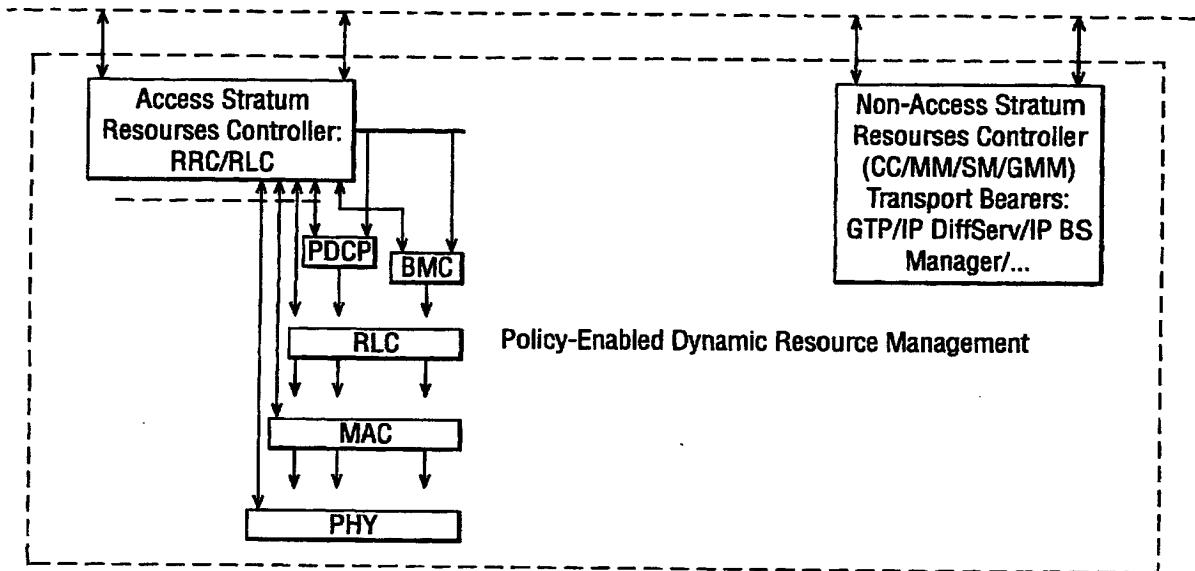 Access Stratum
Resourses Controller:
RRC/RLC
Non-Access Stratum
Resourses Controller
(CC/MM/SM/GMM)
Transport Bearers:
GTP/IP DiffServ/IP BS
Manager/...
PDCP
BMC
RLC
Policy-Enabled Dynamic Resource Management
MAC
PHY